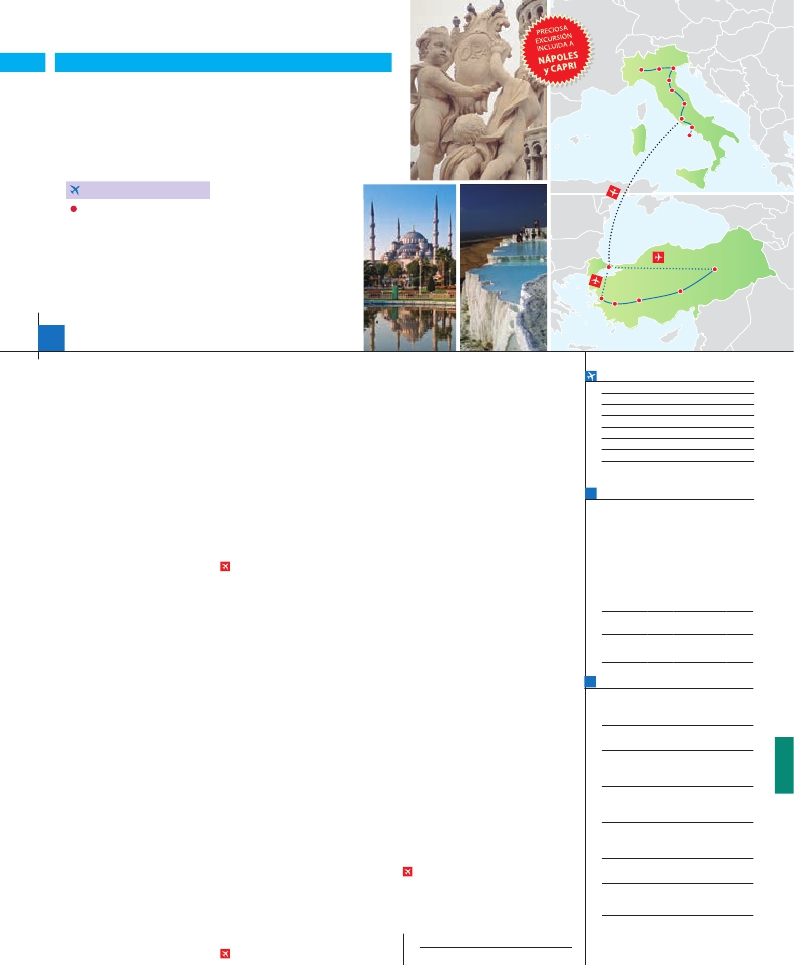 PRECIOSA
EXCURSIÓN
INCLUIDA A
NÁPOLES
y CAPRI